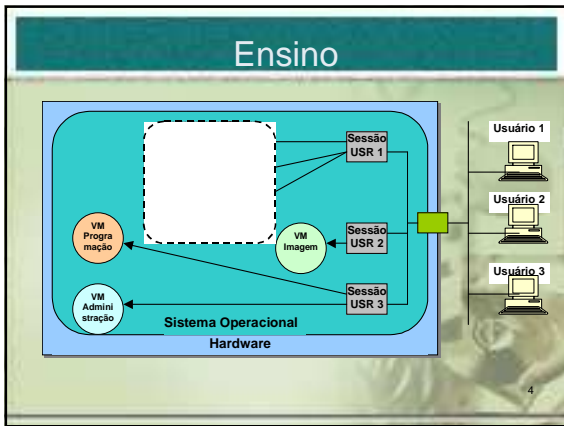 Ensino
Sessão
USR 1
Usuário 1
VM
Progra
mação
VM
Imagem
Sessão
USR 2
Usuário 2
Sessão
USR 3
Usuário 3
VM
Admini
stração
Sistema Operacional
Hardware
4